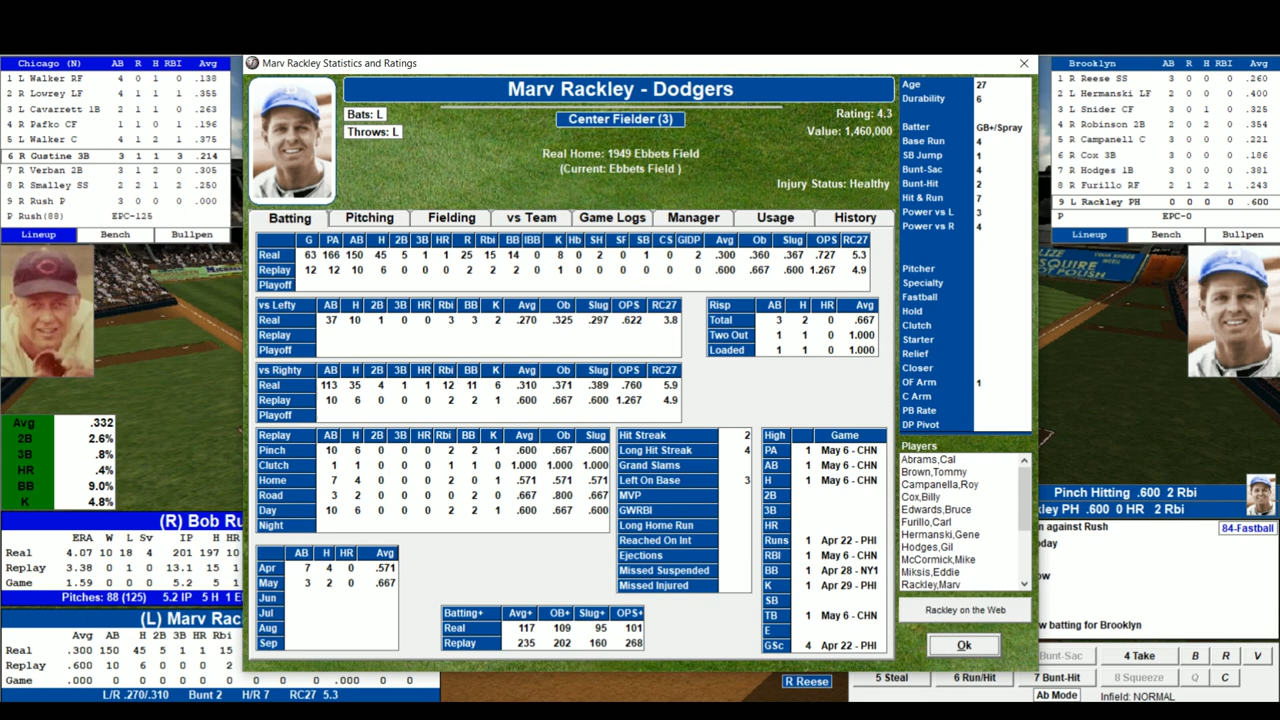 Chicago (N) AB R H RBI Avg
1 L Walker RF 4 0 1 0 .138
2 R Lowrey LF 4 1 1 0 .355
3 L Cavarrett 1B 2 1 1 0 .263
4 R Pafko CF 4 0 1 0 .196
5 L Walker C 4 1 2 0 .375
6 R Gustine 3B 3 1 1 3 .214
7 R Verban 2B 3 1 2 0 .305
8 R Smalley SS 2 2 1 2 .250
9 R Rush P 3 0 0 0 .000
P Rush(88) EPC-125
Lineup Bench Bullpen
Avg .332
2B 2.6%
3B .8%
HR .4%
BB 9.0%
K 4.8%
(R) Bob Ru
ERA W L Sv IP H HR
Real 4.07 10 18 4 201 197 10
Replay 3.38 0 1 0 13.1 15 1
Game 1.59 0 0 5.2 5 1
Pitches: 88 (125) 5.2 IP 5 H 1 E
(L) Marv Rac
Avg AB H 2B 3B HR Rbi
Real .300 150 45 5 1 1 15
Replay .600 10 6 0 0 0 2
Game .000 0 0 0 0 0 0 .000 0 0
L/R .270/.310 Bunt 2 H/R 7 RC27 5.3
Marv Rackley Statistics and Ratings
Marv Rackley - Dodgers
Bats: L
Throws: L
Center Fielder (3)
Rating: 4.3
Value: 1,460,000
Real Home: 1949 Ebbets Field
(Current: Ebbets Field )
Injury Status: Healthy
Batting Pitching Fielding vs Team Game Logs Manager Usage History
G PA AB H 2B 3B HR R Rbi BB IBB K Hb SH SF SB CS GIDP Avg Ob Slug OPS RC27
Real 63 166 150 45 5 1 1 25 15 14 0 8 0 2 0 1 0 2 .300 .360 .367 .727 5.3
Replay 12 12 10 6 0 0 0 2 2 2 0 1 0 0 0 0 0 0 .600 .667 .600 1.267 4.9
Playoff
vs Lefty AB H 2B 3B HR Rbi BB K Avg Ob Slug OPS RC27
Real 37 10 1 0 0 3 3 2 .270 .325 .297 .622 3.8
Replay
Playoff
Risp AB H HR Avg
Total 3 2 0 .667
Two Out 1 1 0 1.000
Loaded 1 1 0 1.000
vs Righty AB H 2B 3B HR Rbi BB K Avg Ob Slug OPS RC27
Real 113 35 4 1 1 12 11 6 .310 .371 .389 .760 5.9
Replay 10 6 0 0 0 2 2 1 .600 .667 .600 1.267 4.9
Playoff
Replay AB H 2B 3B HR Rbi BB K Avg Ob Slug
Pinch 10 6 0 0 0 2 2 1 .600 .667 .600
Clutch 1 1 0 0 0 1 1 0 1.000 1.000 1.000
Home 7 4 0 0 0 2 0 1 .571 .571 .571
Road 3 2 0 0 0 0 2 0 .667 .800 .667
Day 10 6 0 0 0 2 2 1 .600 .667 .600
Night
Hit Streak 2
Long Hit Streak 4
Grand Slams
Left On Base 3
MVP
GWRBI
Long Home Run
Reached On Int
Ejections
Missed Suspended
Missed Injured
High Game
PA 1 May 6 - CHN
AB 1 May 6 - CHN
H 1 May 6 - CHN
2B
3B
HR
Runs 1 Apr 22 - PHI
RBI 1 May 6 - CHN
BB 1 Apr 28 - NY1
K 1 Apr 29 - PHI
SB
TB 1 May 6 - CHN
E
GSc 4 Apr 22 - PHI
AB H HR Avg
Apr 7 4 0 .571
May 3 2 0 .667
Jun
Jul
Aug
Sep
Batting+ Avg+ OB+ Slug+ OPS+
Real 117 109 95 101
Replay 235 202 160 268
Age 27
Durability 6
Batter GB+/Spray
Base Run 4
SB Jump 1
Bunt-Sac 4
Bunt-Hit 2
Hit & Run 7
Power vs L 3
Power vs R 4
Pitcher
Specialty
Fastball
Hold
Clutch
Starter
Relief
Closer
OF Arm 1
C Arm
PB Rate
DP Pivot
Players
Abrams,Cal
Brown,Tommy
Campanella,Roy
Cox,Billy
Edwards,Bruce
Furillo,Carl
Hermanski,Gene
Hodges,Gil
McCormick,Mike
Miksis,Eddie
Rackley,Marv
Rackley on the Web
Ok
Brooklyn AB R H RBI Avg
1 R Reese SS 3 0 0 0 .260
2 L Hermanski LF 2 0 0 0 .400
3 L Snider CF 3 0 1 0 .325
4 R Robinson 2B 2 0 2 0 .354
5 R Campanell C 2 0 0 0 .221
6 R Cox 3B 3 0 0 0 .186
7 R Hodges 1B 3 0 0 0 .381
8 R Furillo RF 2 1 2 1 .243
9 L Rackley PH 0 0 0 0 .600
P EPC-0
Lineup Bench Bullpen
Pinch Hitting .600 2 Rbi
kley PH .600 0 HR 2 Rbi
n against Rush
84-Fastball
oday
ow
w batting for Brooklyn
Bunt-Sac 4 Take B R V
5 Steal 6 Run/Hit 7 Bunt-Hit 8 Squeeze Q C
R Reese
Ab Mode Infield: NORMAL